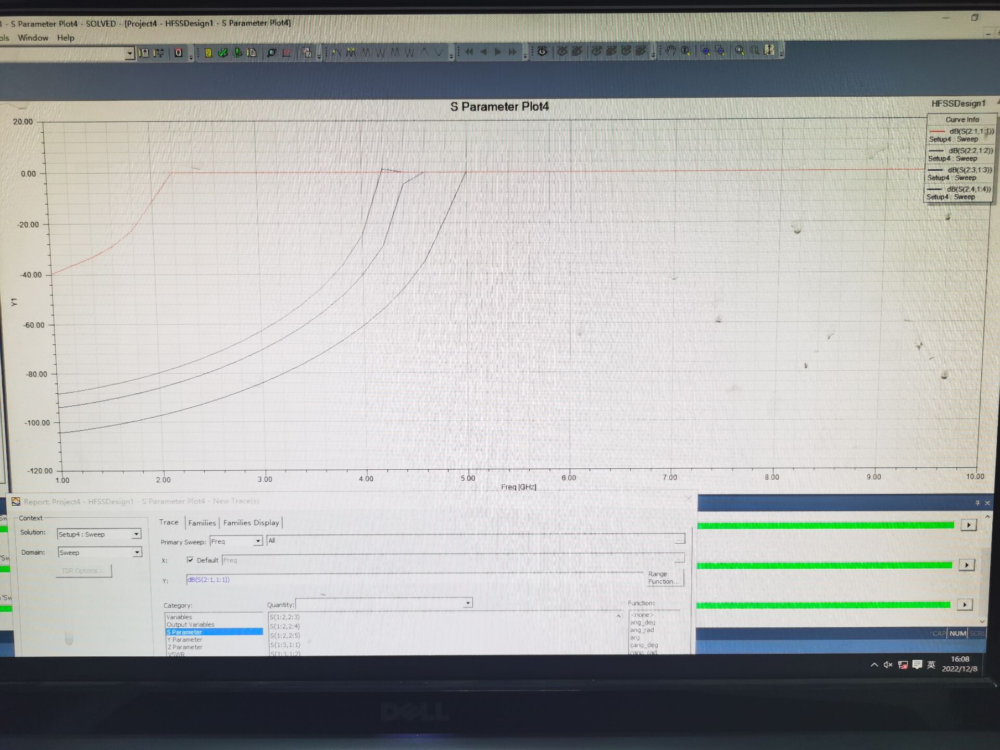 - S Parameter Plot4 - SOLVED - [Project4 - HFSSDesign1 - S Parameter Plot4]
Window Help
S Parameter Plot4
HFSSDesign1
Curve Info
dB(S(2:1,1:1))
Setup4 : Sweep
dB(S(2:2,1:2))
Setup4 : Sweep
dB(S(2:3,1:3))
Setup4 : Sweep
dB(S(2:4,1:4))
Setup4 : Sweep
20.00
0.00
-20.00
-40.00
-60.00
-80.00
-100.00
-120.00
Y1
1.00 2.00 3.00 4.00 5.00 6.00 7.00 8.00 9.00 10.00
Freq [GHz]
Report: Project4 - HFSSDesign1 - S Parameter Plot4 - New Trace(s)
Context
Solution: Setup4 : Sweep
Domain: Sweep
TDR Options...
Trace Families Families Display
Primary Sweep: Freq All ...
X: Default Freq
Y: dB(S(2:1,1:1))
Range
Function...
Category:
Variables
Output Variables
S Parameter
Y Parameter
Z Parameter
VSWR
Quantity:
S(1:2,2:3)
S(1:2,2:4)
S(1:2,2:5)
S(1:3,1:1)
S(1:3,1:2)
Function:
<none>
ang_deg
ang_rad
arg
cang_deg
cang_rad
CAP NUM SCRL
英
16:08
2022/12/8
DELL